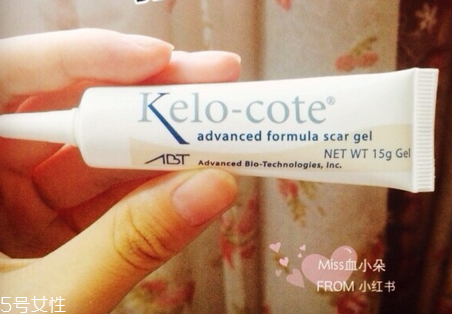 Kelo-cote®
advanced formula scar gel
NET WT 15g Gel
ABT Advanced Bio-Technologies, Inc.
Miss血小朵
FROM 小红书
5号女性